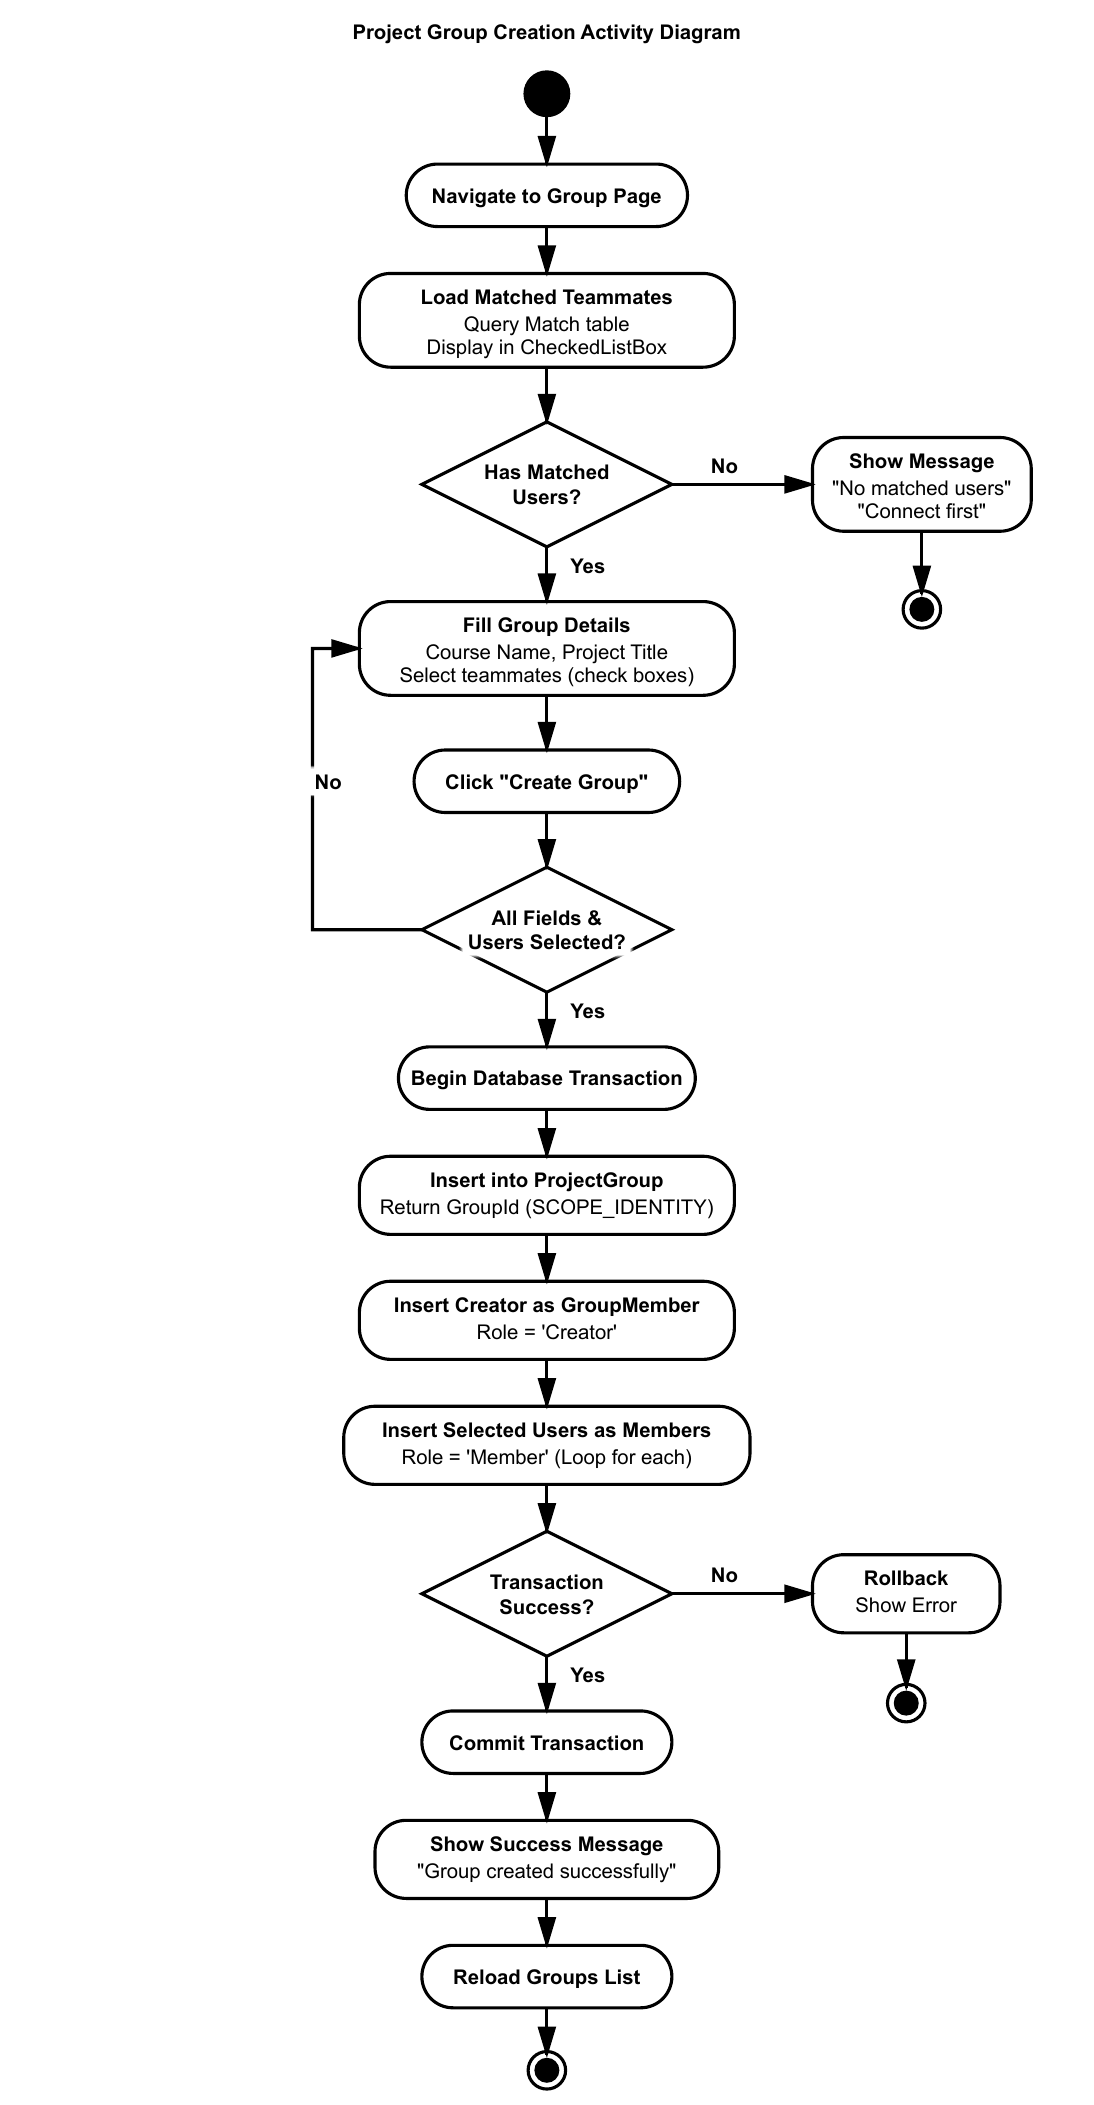 Project Group Creation Activity Diagram
Navigate to Group Page
Load Matched Teammates
Query Match table
Display in CheckedListBox
Has Matched
Users?
No
Show Message
"No matched users"
"Connect first"
Yes
Fill Group Details
Course Name, Project Title
Select teammates (check boxes)
Click "Create Group"
No
All Fields &
Users Selected?
Yes
Begin Database Transaction
Insert into ProjectGroup
Return GroupId (SCOPE_IDENTITY)
Insert Creator as GroupMember
Role = 'Creator'
Insert Selected Users as Members
Role = 'Member' (Loop for each)
Transaction
Success?
No
Rollback
Show Error
Yes
Commit Transaction
Show Success Message
"Group created successfully"
Reload Groups List